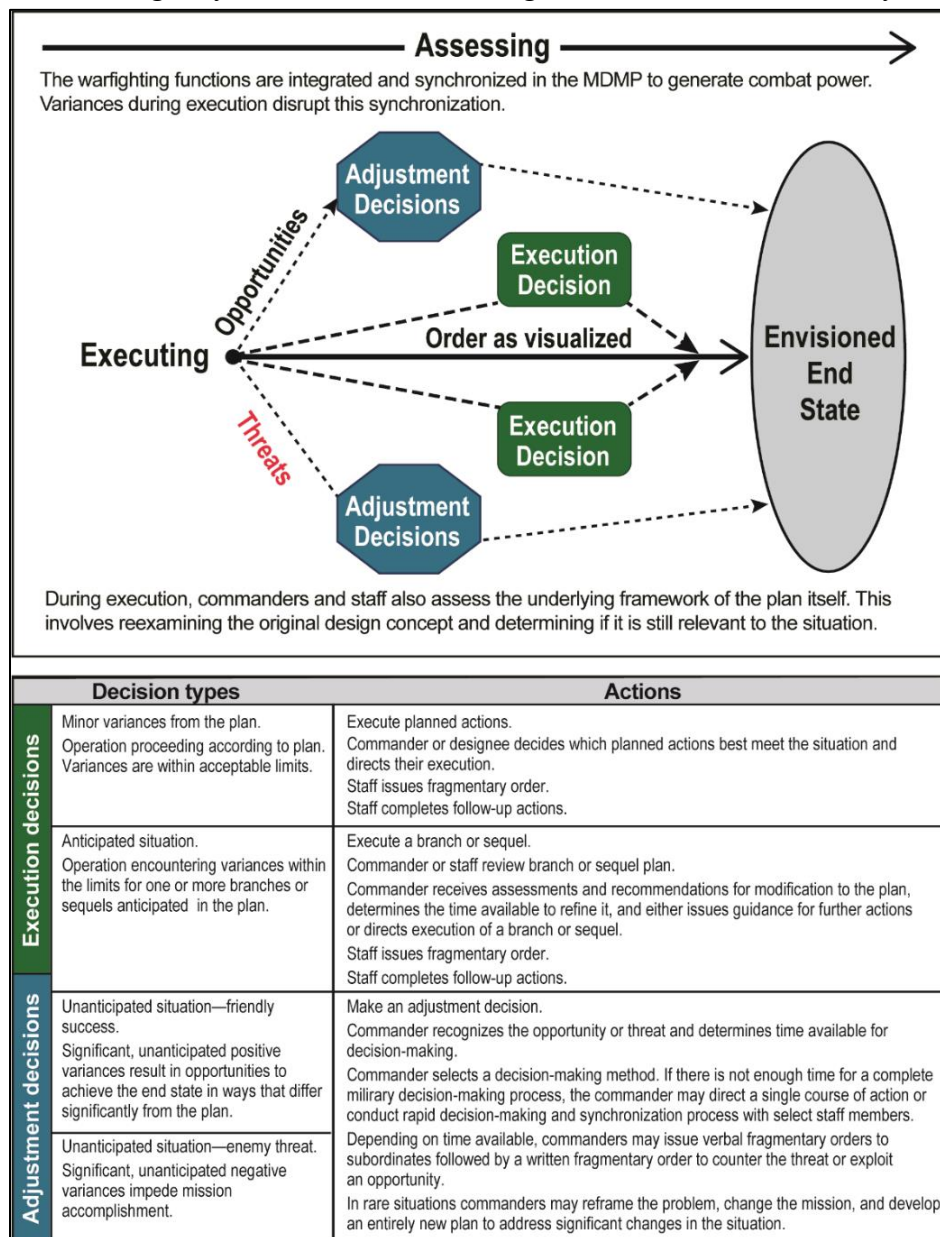 Assessing
The warfighting functions are integrated and synchronized in the MDMP to generate combat power.
Variances during execution disrupt this synchronization.
Adjustment
Decisions
Opportunities
Execution
Decision
Executing
Order as visualized
Envisioned
End
State
Threats
Execution
Decision
Adjustment
Decisions
During execution, commanders and staff also assess the underlying framework of the plan itself. This
involves reexamining the original design concept and determining if it is still relevant to the situation.
Decision types
Actions
Execution decisions
Minor variances from the plan.
Operation proceeding according to plan.
Variances are within acceptable limits.
Execute planned actions.
Commander or designee decides which planned actions best meet the situation and
directs their execution.
Staff issues fragmentary order.
Staff completes follow-up actions.
Anticipated situation.
Operation encountering variances within
the limits for one or more branches or
sequels anticipated in the plan.
Execute a branch or sequel.
Commander or staff review branch or sequel plan.
Commander receives assessments and recommendations for modification to the plan,
determines the time available to refine it, and either issues guidance for further actions
or directs execution of a branch or sequel.
Staff issues fragmentary order.
Staff completes follow-up actions.
Adjustment decisions
Unanticipated situation—friendly
success.
Significant, unanticipated positive
variances result in opportunities to
achieve the end state in ways that differ
significantly from the plan.
Unanticipated situation—enemy threat.
Significant, unanticipated negative
variances impede mission
accomplishment.
Make an adjustment decision.
Commander recognizes the opportunity or threat and determines time available for
decision-making.
Commander selects a decision-making method. If there is not enough time for a complete
military decision-making process, the commander may direct a single course of action or
conduct rapid decision-making and synchronization process with select staff members.
Depending on time available, commanders may issue verbal fragmentary orders to
subordinates followed by a written fragmentary order to counter the threat or exploit
an opportunity.
In rare situations commanders may reframe the problem, change the mission, and develop
an entirely new plan to address significant changes in the situation.